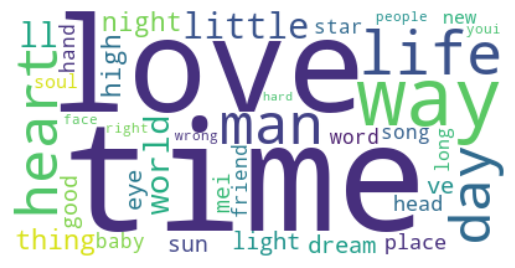 ll
hand
night
little
star
people
new
youi
high
love
life
soul
heart
hard
way
face
right
time
wrong
man
word
song
long
day
good
eye
world
mei
friend
head
ve
thing
baby
sun
light
dream
place